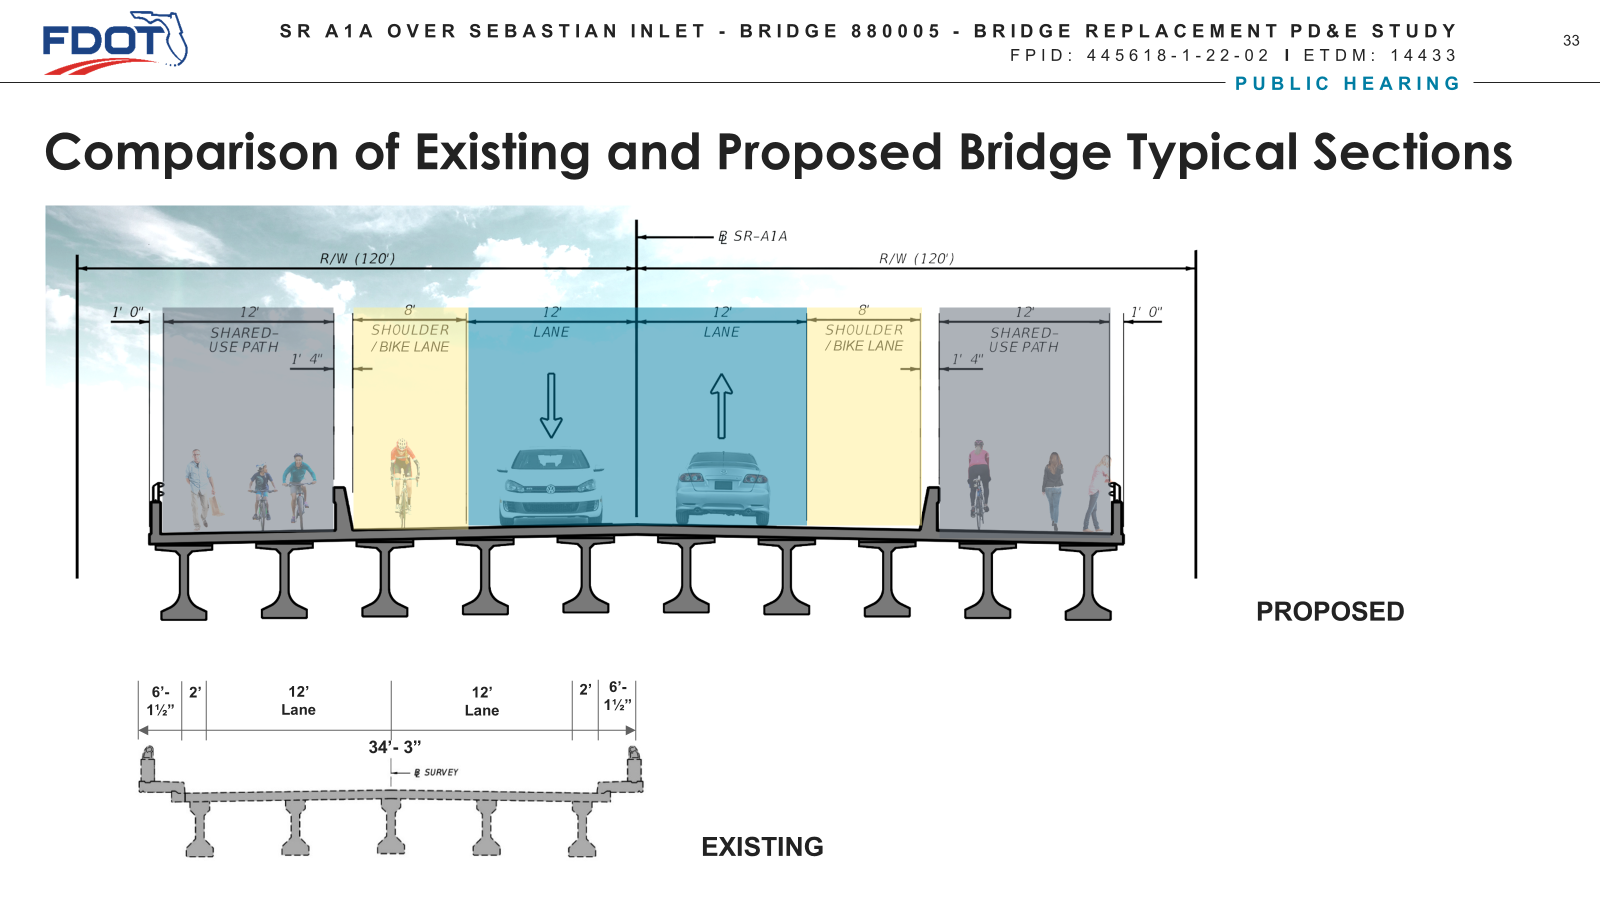 FDOT
SR A1A OVER SEBASTIAN INLET - BRIDGE 880005 - BRIDGE REPLACEMENT PD&E STUDY
FPID: 445618-1-22-02 I ETDM: 14433
33
PUBLIC HEARING
Comparison of Existing and Proposed Bridge Typical Sections
℄ SR-A1A
R/W (120')
R/W (120')
1' 0"
12'
8'
12'
12'
8'
12'
1' 0"
SHARED-
USE PATH
SHOULDER
/ BIKE LANE
LANE
LANE
SHOULDER
/ BIKE LANE
SHARED-
USE PATH
1' 4"
1' 4"
PROPOSED
6'-
1½"
2'
12'
Lane
12'
Lane
2'
6'-
1½"
34'- 3"
℄ SURVEY
EXISTING